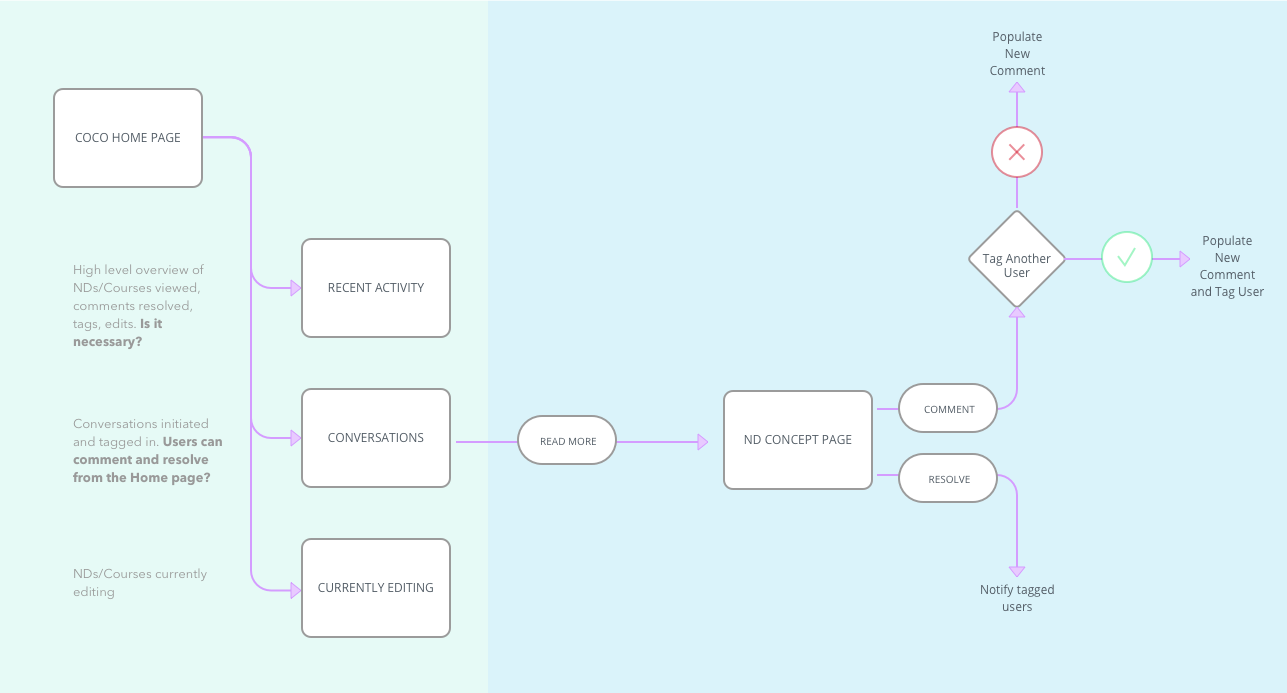 COCO HOME PAGE
High level overview of
NDs/Courses viewed,
comments resolved,
tags, edits. Is it
necessary?
RECENT ACTIVITY
Conversations initiated
and tagged in. Users can
comment and resolve
from the Home page?
CONVERSATIONS
NDs/Courses currently
editing
CURRENTLY EDITING
READ MORE
ND CONCEPT PAGE
COMMENT
RESOLVE
Populate
New
Comment
Tag Another
User
Populate
New
Comment
and Tag User
Notify tagged
users